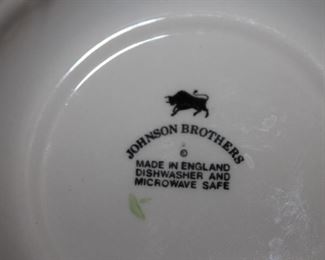 JOHNSON BROTHERS
©
MADE IN ENGLAND
DISHWASHER AND
MICROWAVE SAFE